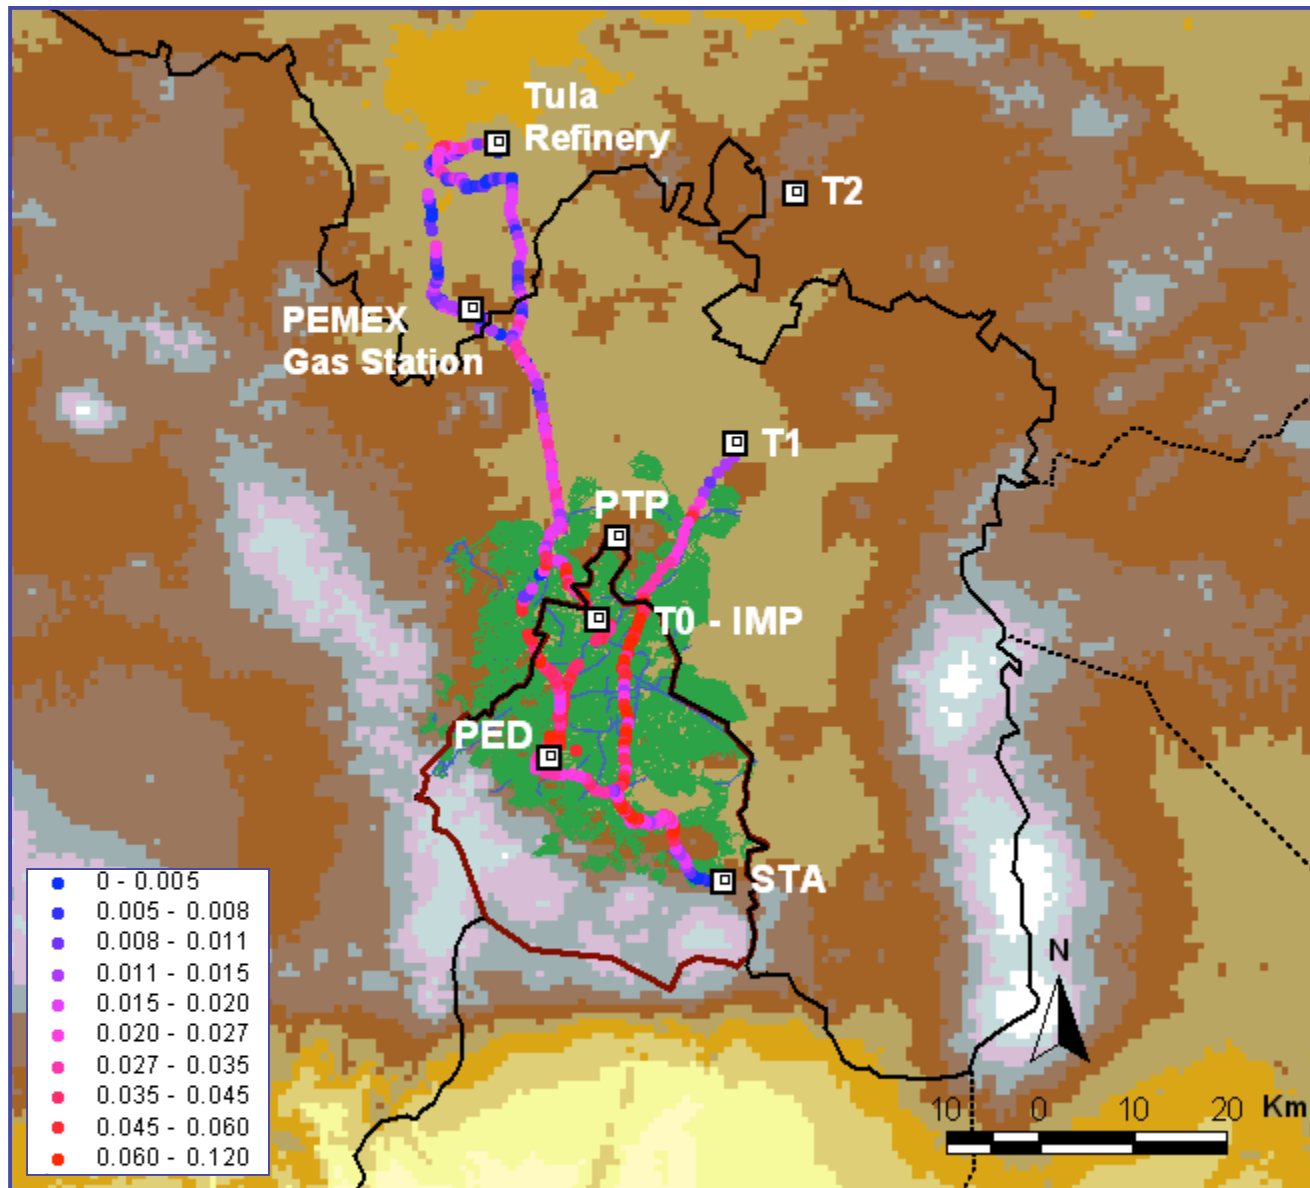 Tula
Refinery
T2
PEMEX
Gas Station
T1
PTP
T0 - IMP
PED
STA
0 - 0.005
0.005 - 0.008
0.008 - 0.011
0.011 - 0.015
0.015 - 0.020
0.020 - 0.027
0.027 - 0.035
0.035 - 0.045
0.045 - 0.060
0.060 - 0.120
N
10 0 10 20 Km